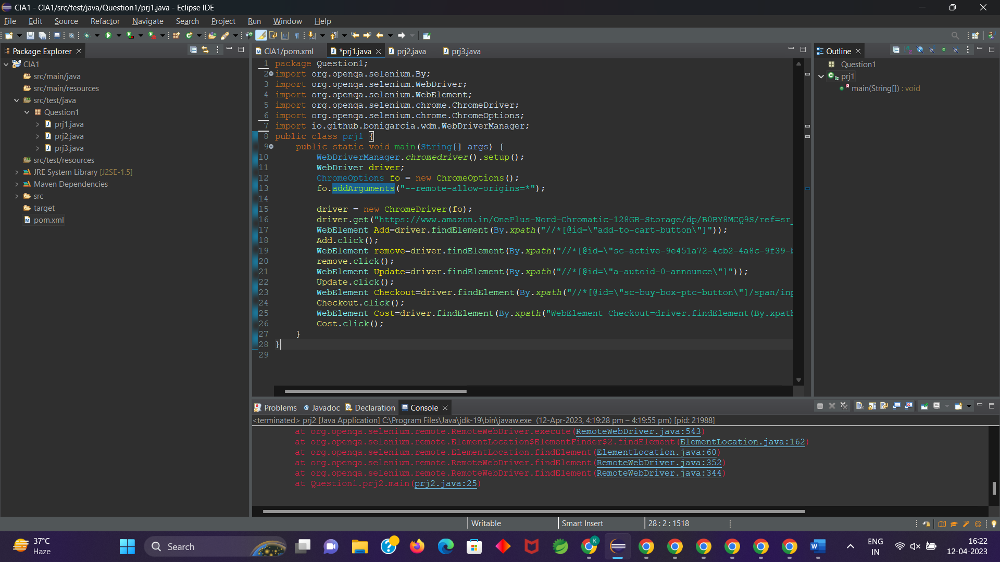 CIA1 - CIA1/src/test/java/Question1/prj1.java - Eclipse IDE
File Edit Source Refactor Navigate Search Project Run Window Help
Package Explorer
CIA1
src/main/java
src/main/resources
src/test/java
Question1
prj1.java
prj2.java
prj3.java
src/test/resources
JRE System Library [J2SE-1.5]
Maven Dependencies
src
target
pom.xml
CIA1/pom.xml *prj1.java prj2.java prj3.java
1 package Question1;
2 import org.openqa.selenium.By;
3 import org.openqa.selenium.WebDriver;
4 import org.openqa.selenium.WebElement;
5 import org.openqa.selenium.chrome.ChromeDriver;
6 import org.openqa.selenium.chrome.ChromeOptions;
7 import io.github.bonigarcia.wdm.WebDriverManager;
8 public class prj1 {
9 public static void main(String[] args) {
10 WebDriverManager.chromedriver().setup();
11 WebDriver driver;
12 ChromeOptions fo = new ChromeOptions();
13 fo.addArguments("--remote-allow-origins=*");
14
15 driver = new ChromeDriver(fo);
16 driver.get("https://www.amazon.in/OnePlus-Nord-Chromatic-128GB-Storage/dp/B0BY8MCQ9S/ref=sr_
17 WebElement Add=driver.findElement(By.xpath("//*[@id=\"add-to-cart-button\"]"));
18 Add.click();
19 WebElement remove=driver.findElement(By.xpath("//*[@id=\"sc-active-9e451a72-4cb2-4a8c-9f39-b
20 remove.click();
21 WebElement Update=driver.findElement(By.xpath("//*[@id=\"a-autoid-0-announce\"]"));
22 Update.click();
23 WebElement Checkout=driver.findElement(By.xpath("//*[@id=\"sc-buy-box-ptc-button\"]/span/inp
24 Checkout.click();
25 WebElement Cost=driver.findElement(By.xpath("WebElement Checkout=driver.findElement(By.xpath
26 Cost.click();
27 }
28 }
29
Outline
Question1
prj1
main(String[]) : void
Problems Javadoc Declaration Console
<terminated> prj2 [Java Application] C:\Program Files\Java\jdk-19\bin\javaw.exe (12-Apr-2023, 4:19:28 pm – 4:19:55 pm) [pid: 21988]
at org.openqa.selenium.remote.RemoteWebDriver.execute(RemoteWebDriver.java:543)
at org.openqa.selenium.remote.ElementLocation$ElementFinder$2.findElement(ElementLocation.java:162)
at org.openqa.selenium.remote.ElementLocation.findElement(ElementLocation.java:60)
at org.openqa.selenium.remote.RemoteWebDriver.findElement(RemoteWebDriver.java:352)
at org.openqa.selenium.remote.RemoteWebDriver.findElement(RemoteWebDriver.java:344)
at Question1.prj2.main(prj2.java:25)
Writable Smart Insert 28 : 2 : 1518
37°C
Haze
Search
K
W
ENG
IN
16:22
12-04-2023